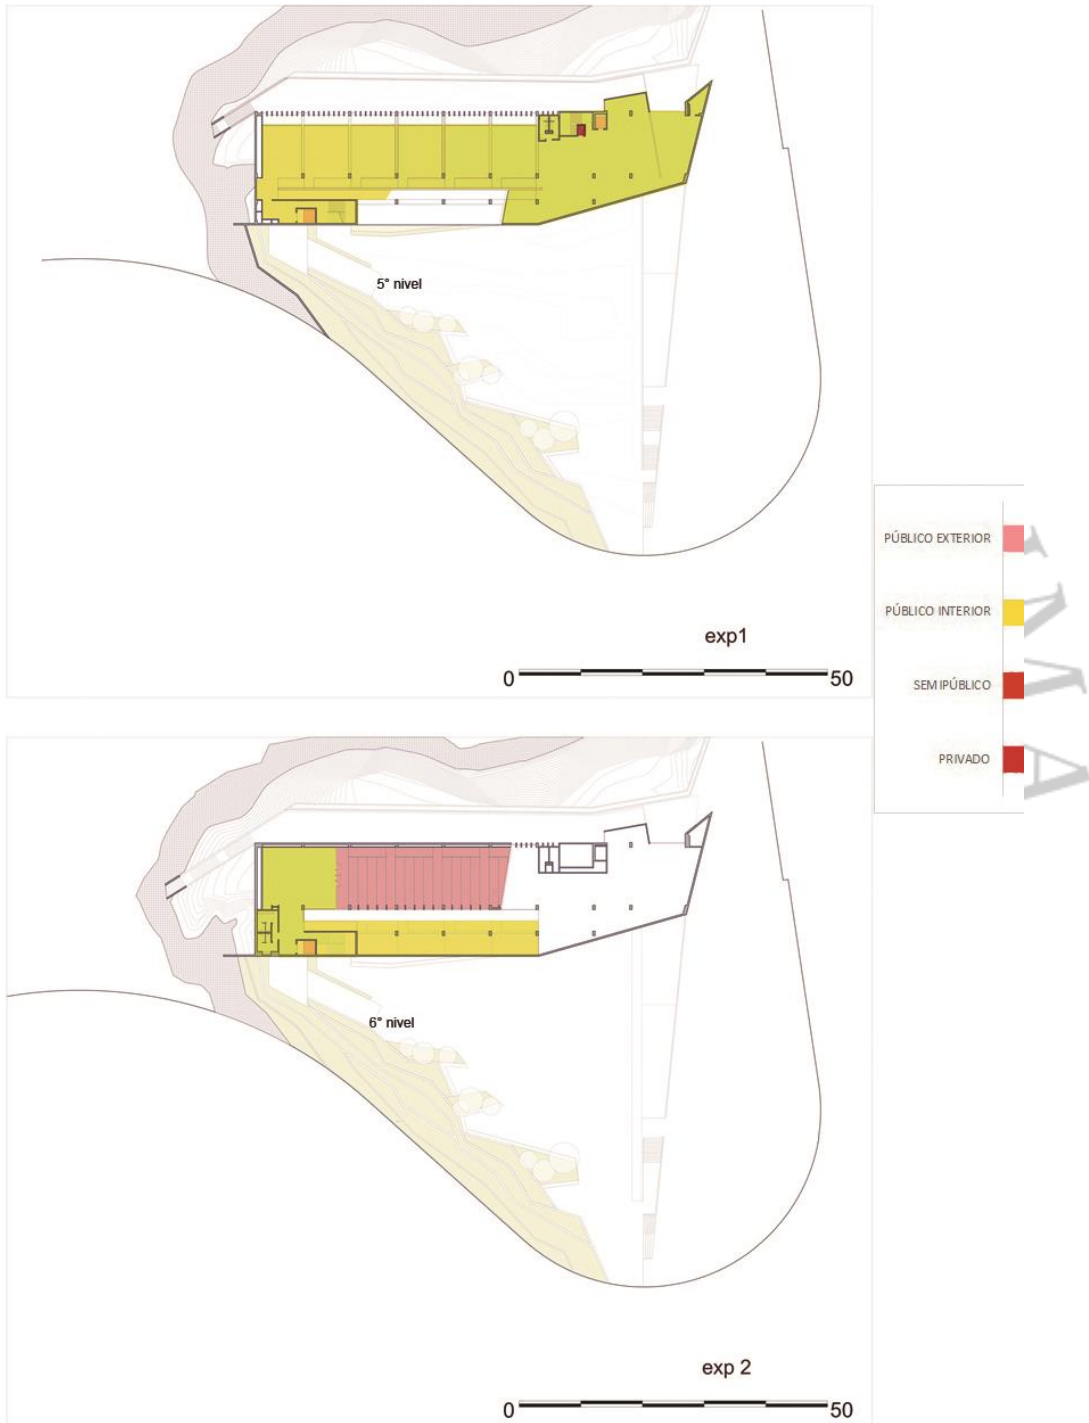 5° nivel
exp1
0 50
PÚBLICO EXTERIOR
PÚBLICO INTERIOR
SEMIPÚBLICO
PRIVADO
6° nivel
exp 2
0 50